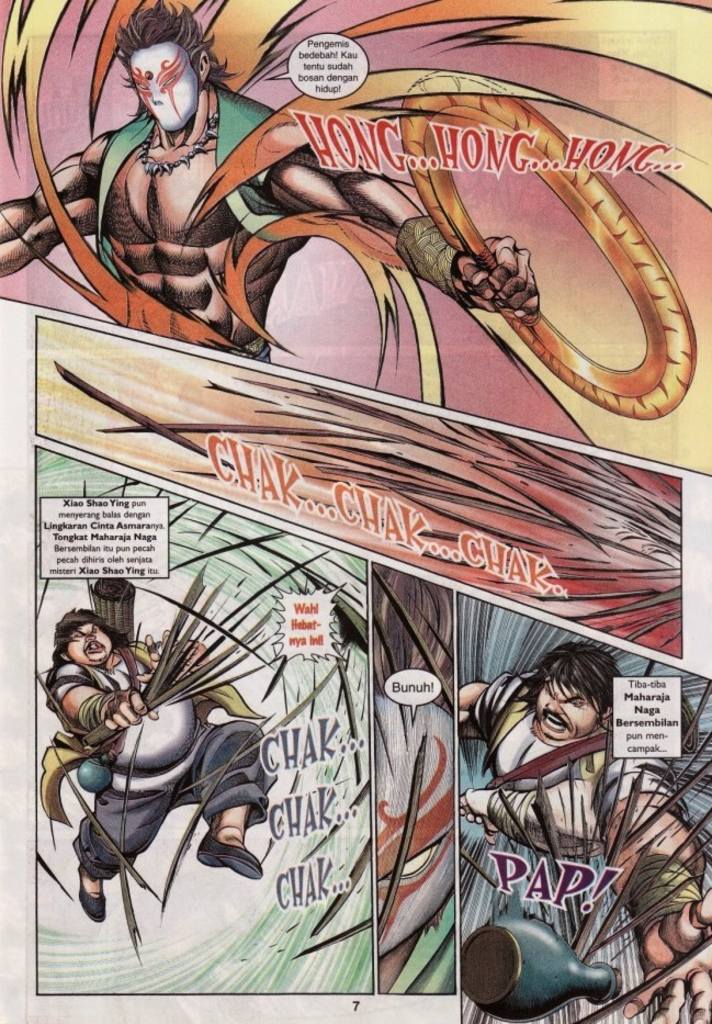 Pengemis
bedebah! Kau
tentu sudah
bosan dengan
hidup!
HONG...HONG...HONG...
CHAK...CHAK...CHAK.
Xiao Shao Ying pun
menyerang balas dengan
Lingkaran Cinta Asmaranya.
Tongkat Maharaja Naga
Bersembilan itu pun pecah
pecah dihiris oleh senjata
misteri Xiao Shao Ying itu.
Wah!
Hebat-
nya ini!
CHAK...
CHAK...
CHAK...
Bunuh!
Tiba-tiba
Maharaja
Naga
Bersembilan
pun men-
campak...
PAP!
7